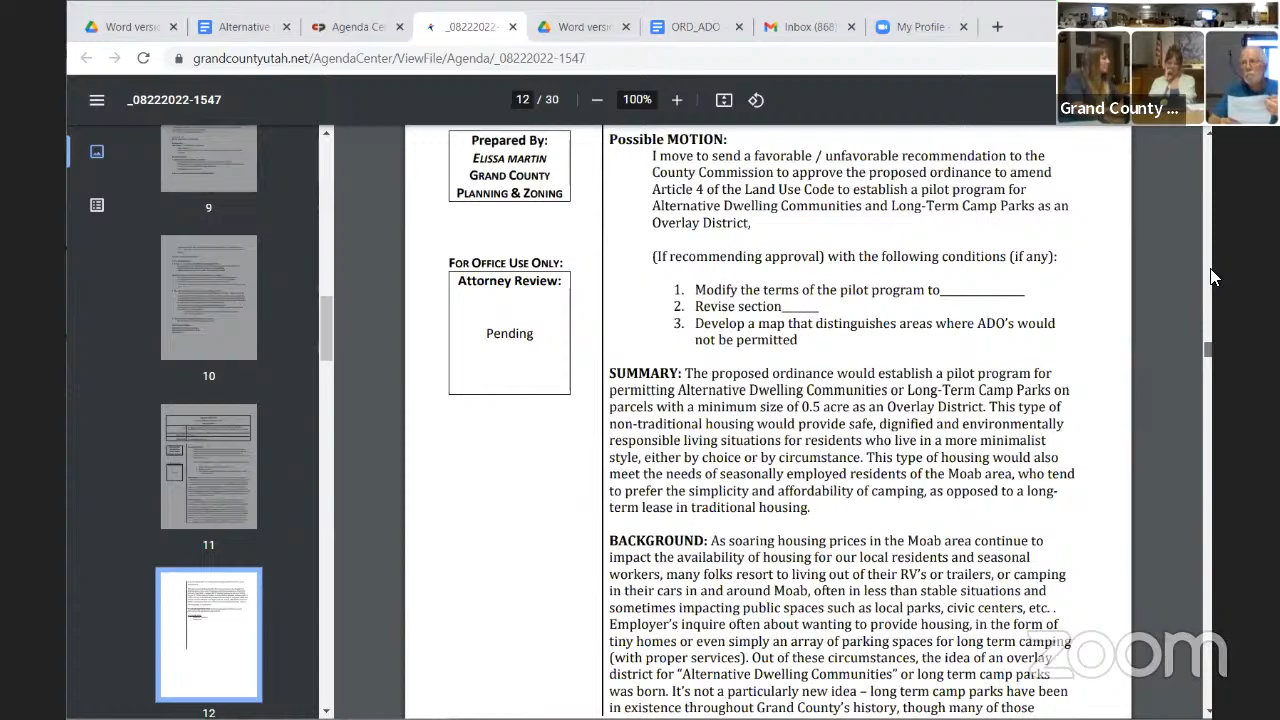 Word versi
Alternative
Agenda Ce
_08222022-
Word versi
ORD_ADO
Inbox (868
My Profile
grandcountyutah.net/AgendaCenter/ViewFile/Agenda/_08222022-1547
_08222022-1547
12 / 30
100%
Grand County ...
9
10
11
12
Prepared By:
ELISSA MARTIN
GRAND COUNTY
PLANNING & ZONING
FOR OFFICE USE ONLY:
Attorney Review:
Pending
Possible MOTION:
I move to send a favorable / unfavorable recommendation to the
County Commission to approve the proposed ordinance to amend
Article 4 of the Land Use Code to establish a pilot program for
Alternative Dwelling Communities and Long-Term Camp Parks as an
Overlay District,
(If recommending approval) with the following conditions (if any):
1. Modify the terms of the pilot program to______________
2. Revise section______
3. Develop a map that distinguishes areas where ADO's would
not be permitted
SUMMARY: The proposed ordinance would establish a pilot program for
permitting Alternative Dwelling Communities or Long-Term Camp Parks on
parcels with a minimum size of 0.5 acre as an Overlay District. This type of
non-traditional housing would provide safe, dignified and environmentally
responsible living situations for residents who live in a more minimalist
style, either by choice or by circumstance. This type of housing would also
meet the needs of seasonally employed residents of the Moab area, who tend
to prefer the simplicity and affordability of camping, as opposed to a long-
term lease in traditional housing.
BACKGROUND: As soaring housing prices in the Moab area continue to
impact the availability of housing for our local residents and seasonal
workers, many folks resort to living out of their RV's or trailers, or camping
in their cars in and around Moab, often in less that stable situations and
sometimes impacting public spaces such as local parks, civic centers, etc. .
Employer's inquire often about wanting to provide housing, in the form of
tiny homes or even simply an array of parking spaces for long term camping
(with proper services). Out of these circumstances, the idea of an overlay
district for "Alternative Dwelling Communities" or long term camp parks
was born. It's not a particularly new idea – long term camp parks have been
in existence throughout Grand County's history, though many of those
zoom